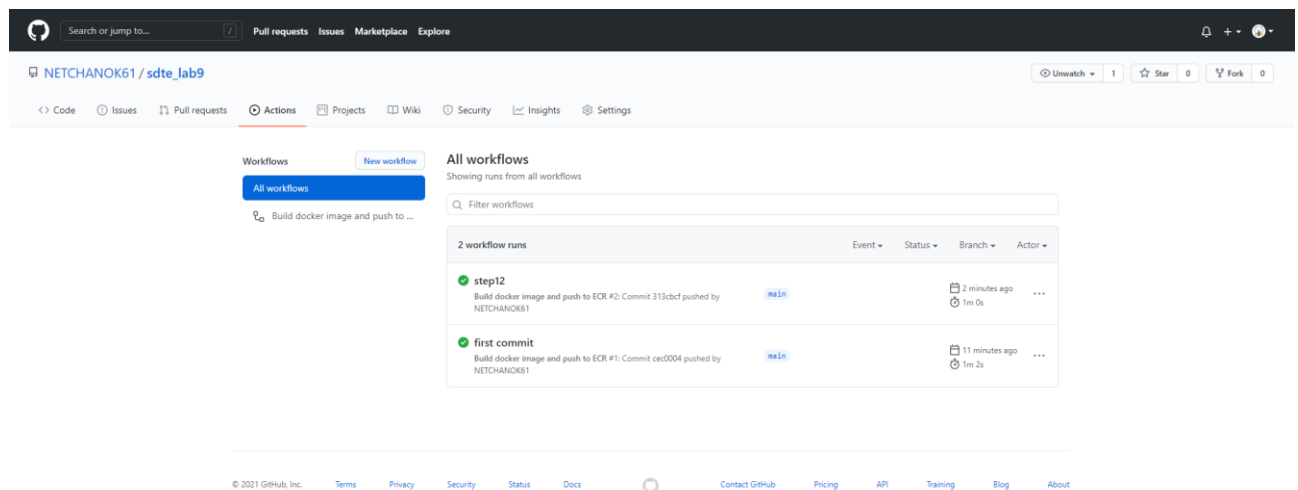 Search or jump to... /
Pull requests Issues Marketplace Explore
NETCHANOK61 / sdte_lab9
Unwatch 1 Star 0 Fork 0
Code Issues Pull requests Actions Projects Wiki Security Insights Settings
Workflows New workflow
All workflows
Build docker image and push to ...
All workflows
Showing runs from all workflows
Filter workflows
2 workflow runs Event Status Branch Actor
step12
Build docker image and push to ECR #2: Commit 313cbcf pushed by
NETCHANOK61
main
2 minutes ago
1m 0s
first commit
Build docker image and push to ECR #1: Commit cec0004 pushed by
NETCHANOK61
main
11 minutes ago
1m 2s
© 2021 GitHub, Inc. Terms Privacy Security Status Docs Contact GitHub Pricing API Training Blog About